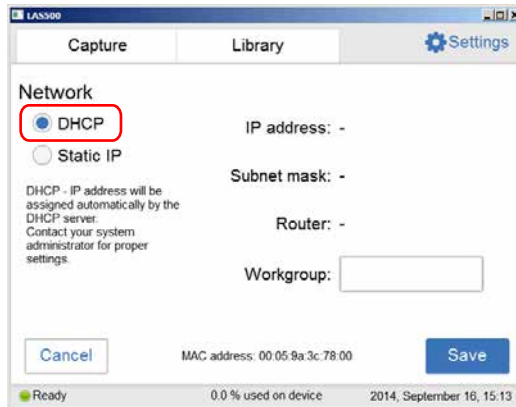 LAS500
Capture
Library
Settings
Network
DHCP
Static IP
DHCP - IP address will be
assigned automatically by the
DHCP server.
Contact your system
administrator for proper
settings.
IP address: -
Subnet mask: -
Router: -
Workgroup:
Cancel
MAC address: 00:05:9a:3c:78:00
Save
Ready
0.0 % used on device
2014, September 16, 15:13